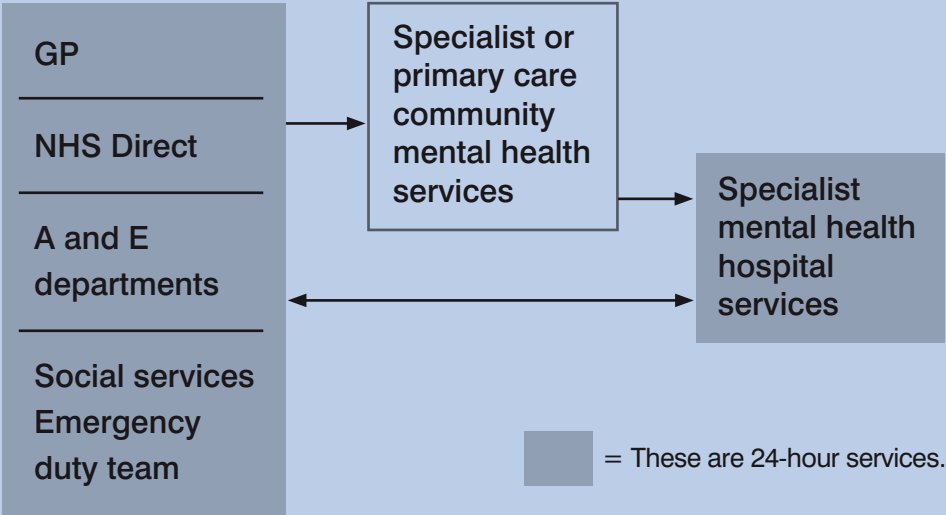 GP
NHS Direct
A and E
departments
Social services
Emergency
duty team
Specialist or
primary care
community
mental health
services
Specialist
mental health
hospital
services
= These are 24-hour services.